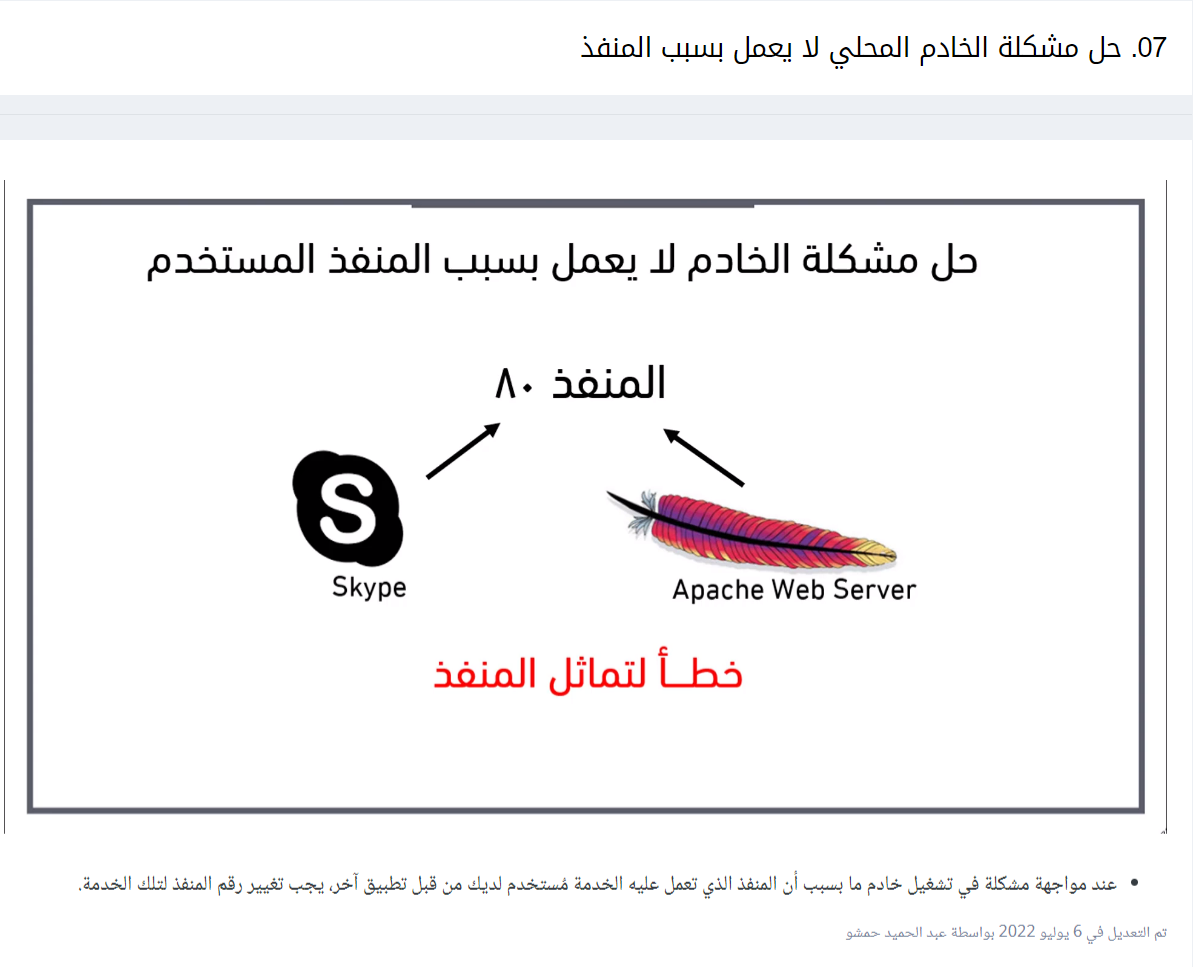 07. حل مشكلة الخادم المحلي لا يعمل بسبب المنفذ
حل مشكلة الخادم لا يعمل بسبب المنفذ المستخدم
المنفذ ٨٠
S
Skype
Apache Web Server
خطــأ لتماثل المنفذ
• عند مواجهة مشكلة في تشغيل خادم ما بسبب أن المنفذ الذي تعمل عليه الخدمة مُستخدم لديك من قبل تطبيق آخر، يجب تغيير رقم المنفذ لتلك الخدمة.
تم التعديل في 6 يوليو 2022 بواسطة عبد الحميد حمشو